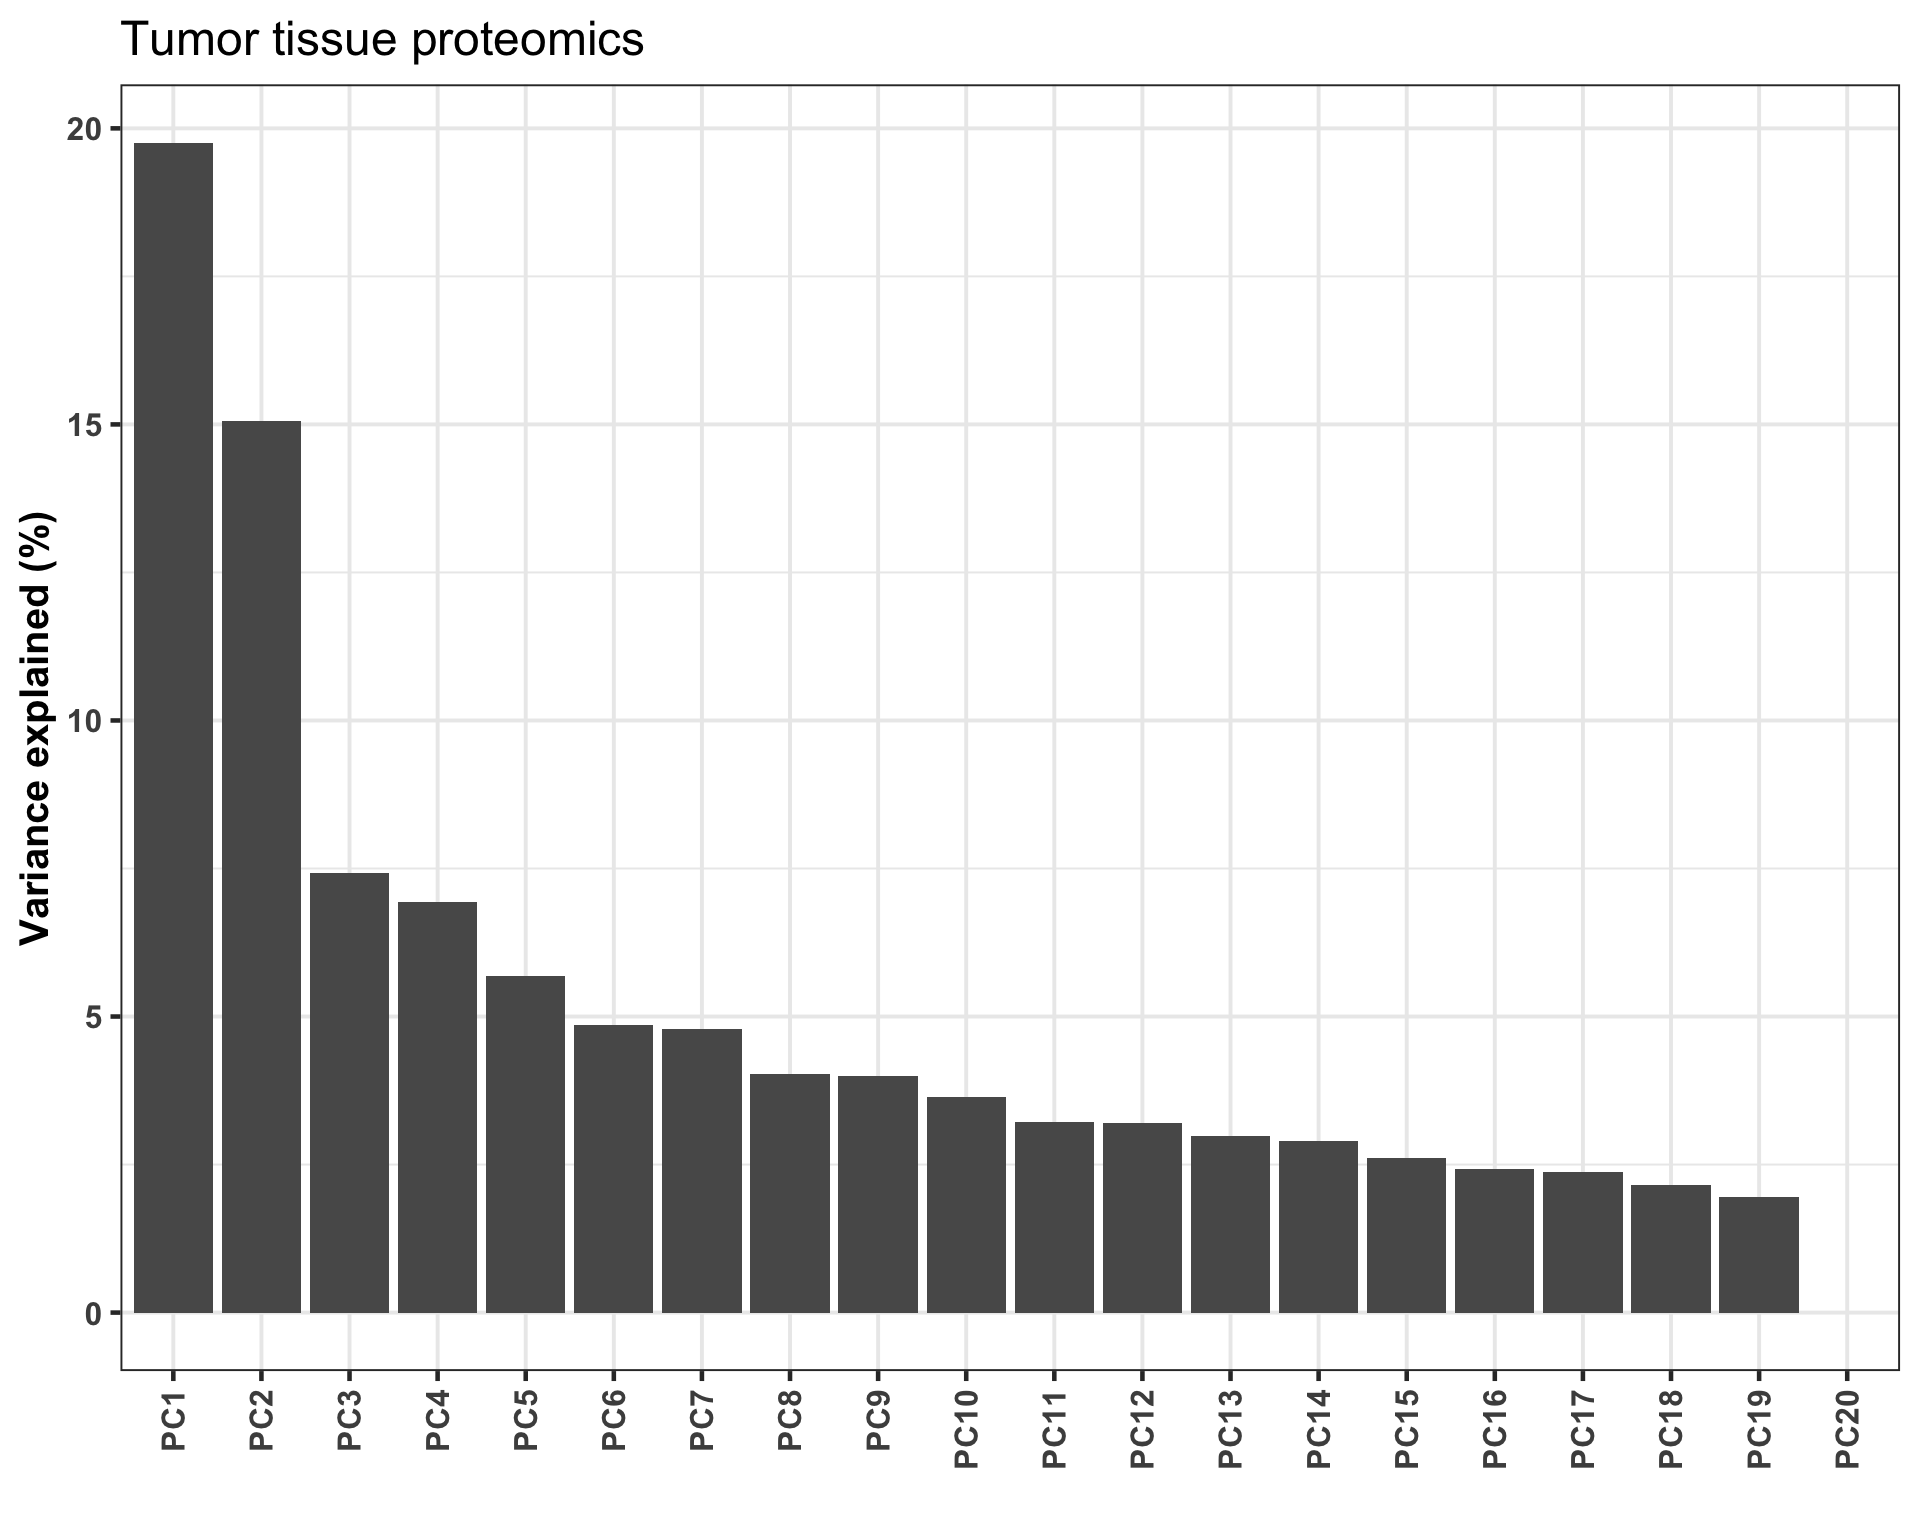 Tumor tissue proteomics
Variance explained (%)
20
15
10
5
0
PC1
PC2
PC3
PC4
PC5
PC6
PC7
PC8
PC9
PC10
PC11
PC12
PC13
PC14
PC15
PC16
PC17
PC18
PC19
PC20